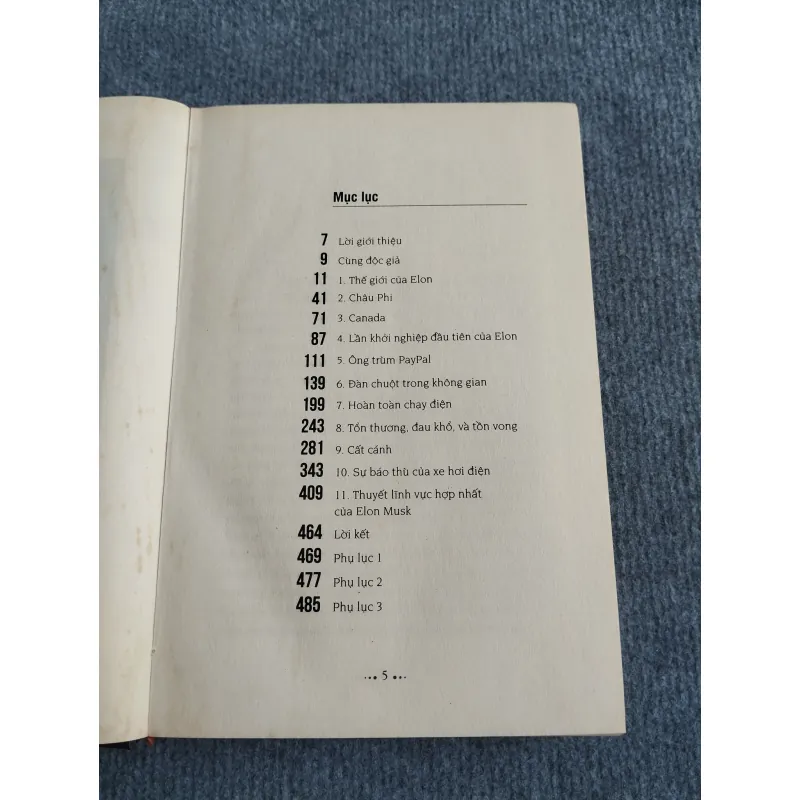 Mục lục
7 Lời giới thiệu
9 Cùng độc giả
11 1. Thế giới của Elon
41 2. Châu Phi
71 3. Canada
87 4. Lần khởi nghiệp đầu tiên của Elon
111 5. Ông trùm PayPal
139 6. Đàn chuột trong không gian
199 7. Hoàn toàn chạy điện
243 8. Tổn thương, đau khổ, và tồn vong
281 9. Cất cánh
343 10. Sự báo thù của xe hơi điện
409 11. Thuyết lĩnh vực hợp nhất
của Elon Musk
464 Lời kết
469 Phụ lục 1
477 Phụ lục 2
485 Phụ lục 3
5